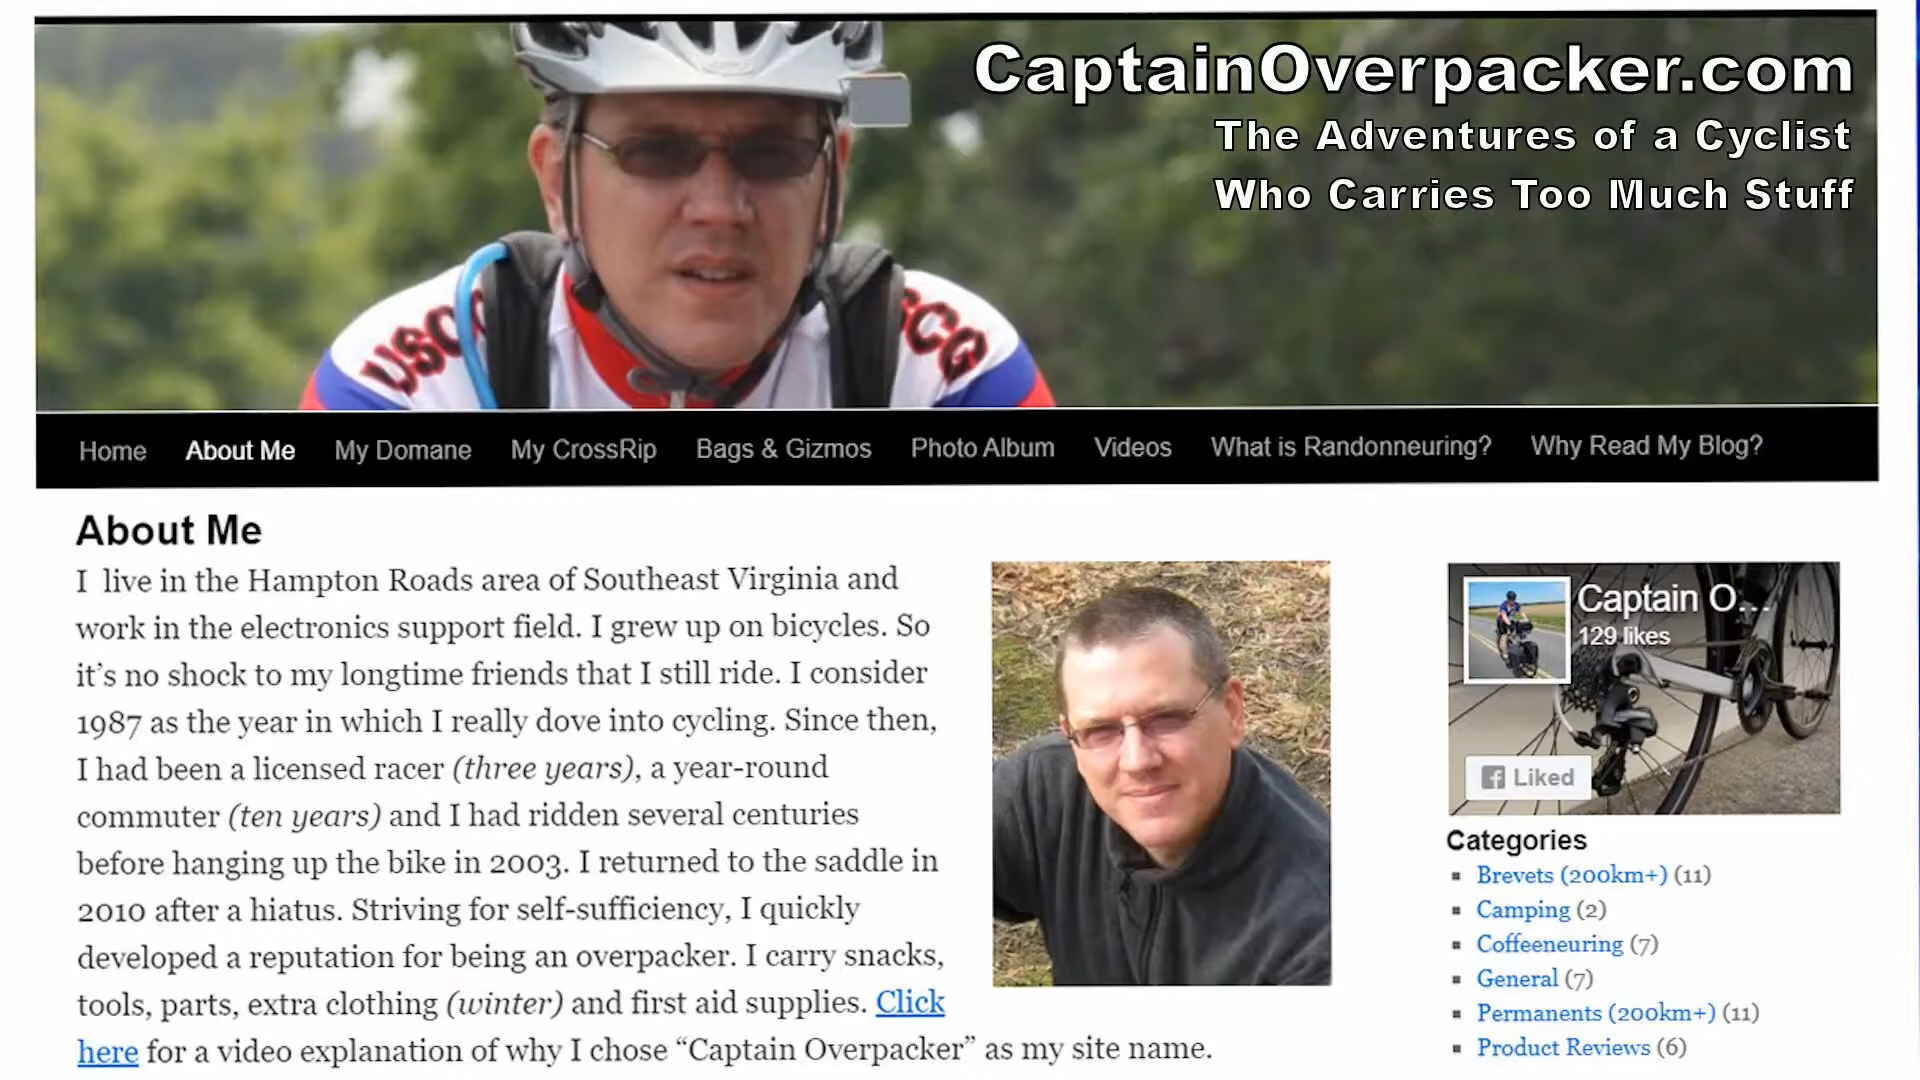 CaptainOverpacker.com
The Adventures of a Cyclist
Who Carries Too Much Stuff
Home About Me My Domane My CrossRip Bags & Gizmos Photo Album Videos What is Randonneuring? Why Read My Blog?
About Me
I live in the Hampton Roads area of Southeast Virginia and
work in the electronics support field. I grew up on bicycles. So
it’s no shock to my longtime friends that I still ride. I consider
1987 as the year in which I really dove into cycling. Since then,
I had been a licensed racer (three years), a year-round
commuter (ten years) and I had ridden several centuries
before hanging up the bike in 2003. I returned to the saddle in
2010 after a hiatus. Striving for self-sufficiency, I quickly
developed a reputation for being an overpacker. I carry snacks,
tools, parts, extra clothing (winter) and first aid supplies. Click
here for a video explanation of why I chose “Captain Overpacker” as my site name.
Captain O...
129 likes
Liked
Categories
Brevets (200km+) (11)
Camping (2)
Coffeeneuring (7)
General (7)
Permanents (200km+) (11)
Product Reviews (6)